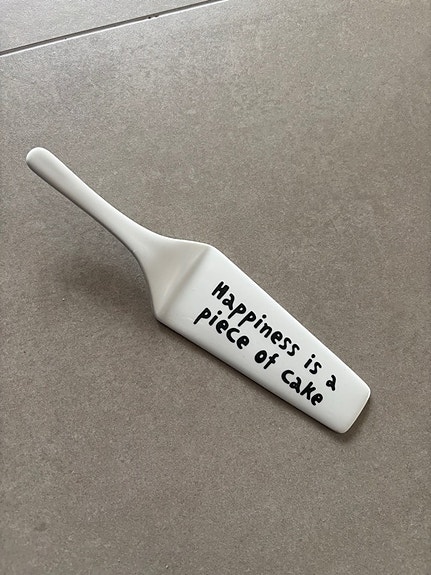 Happiness is a
piece of cake